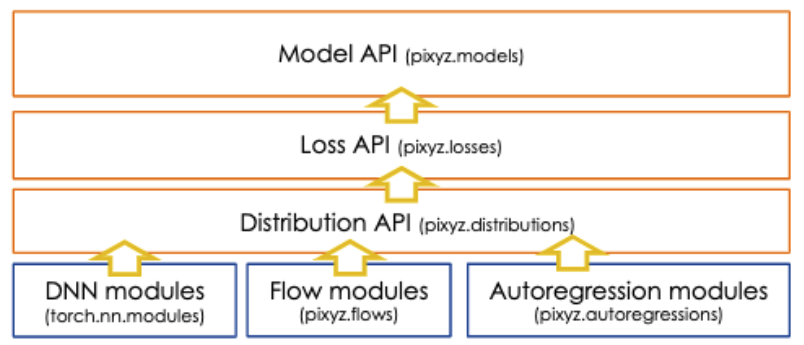 Model API (pixyz.models)
Loss API (pixyz.losses)
Distribution API (pixyz.distributions)
DNN modules
(torch.nn.modules)
Flow modules
(pixyz.flows)
Autoregression modules
(pixyz.autoregressions)